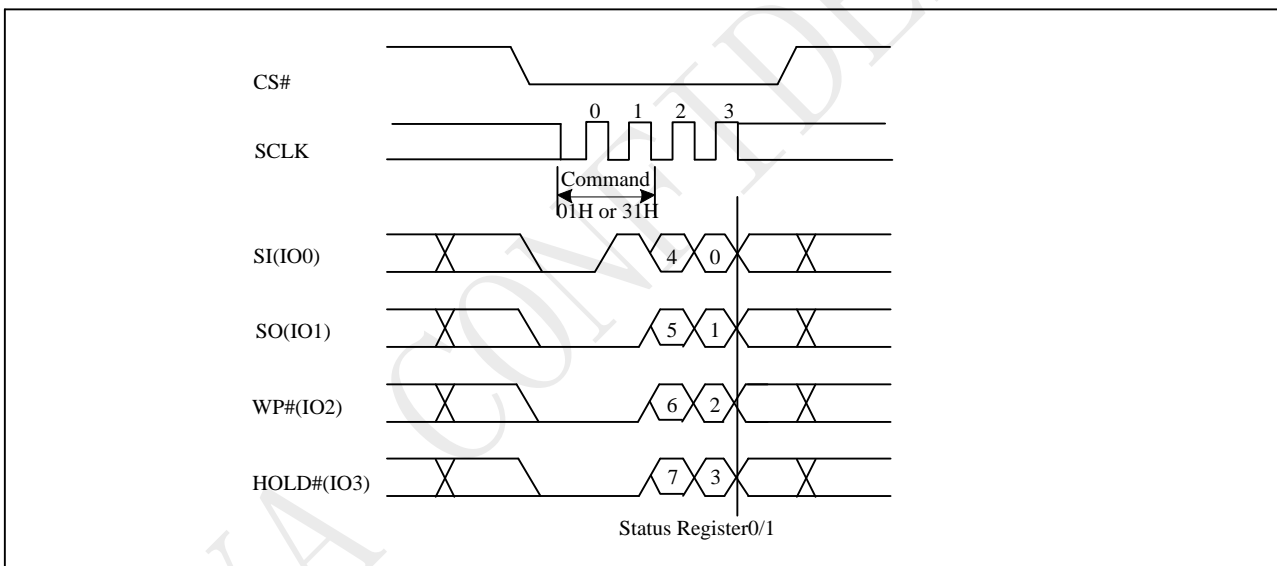 CS#
0 1 2 3
SCLK
Command
01H or 31H
SI(IO0) 4 0
SO(IO1) 5 1
WP#(IO2) 6 2
HOLD#(IO3) 7 3
Status Register0/1